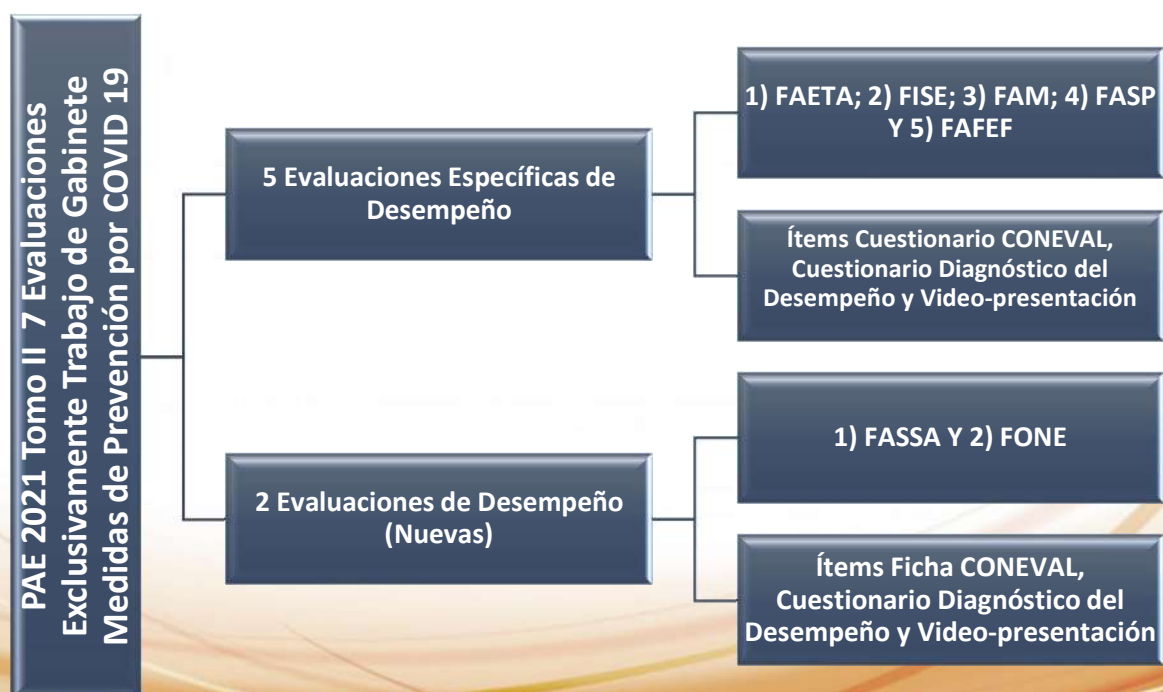 PAE 2021 Tomo II 7 Evaluaciones
Exclusivamente Trabajo de Gabinete
Medidas de Prevención por COVID 19
5 Evaluaciones Específicas de
Desempeño
1) FAETA; 2) FISE; 3) FAM; 4) FASP
Y 5) FAFEF
Ítems Cuestionario CONEVAL,
Cuestionario Diagnóstico del
Desempeño y Video-presentación
2 Evaluaciones de Desempeño
(Nuevas)
1) FASSA Y 2) FONE
Ítems Ficha CONEVAL,
Cuestionario Diagnóstico del
Desempeño y Video-presentación